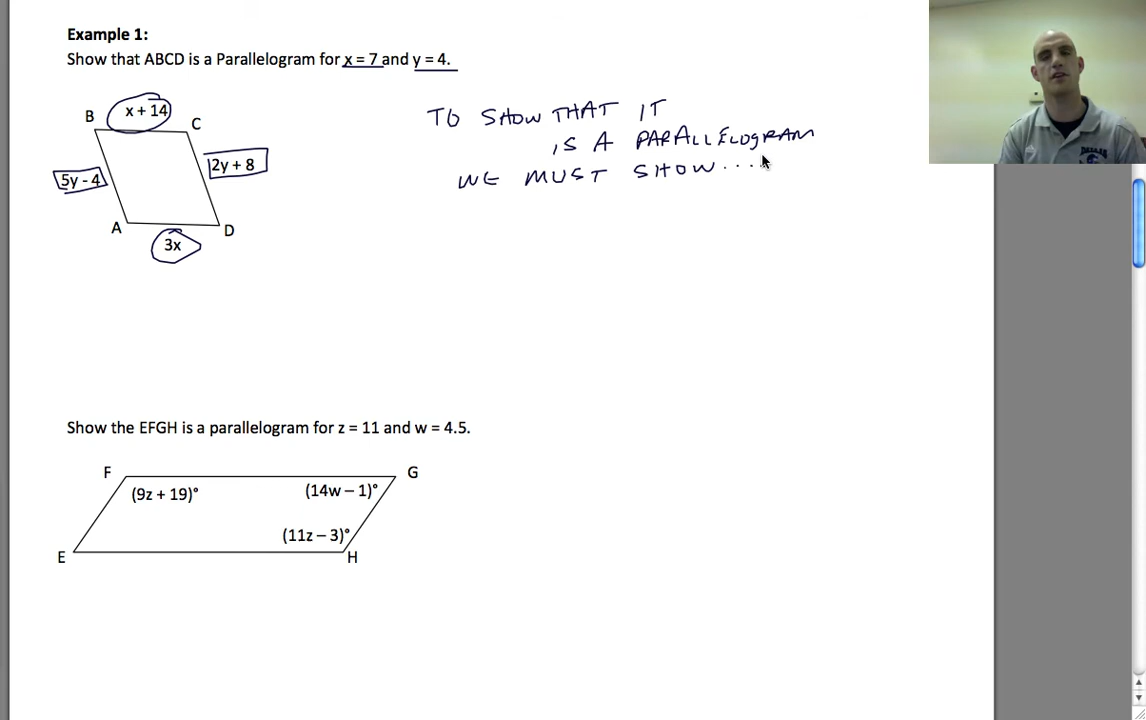 Example 1:
Show that ABCD is a Parallelogram for x = 7 and y = 4.
B
x + 14
C
5y - 4
2y + 8
A
D
3x
TO SHOW THAT IT
IS A PARALLELOGRAM
WE MUST SHOW....
Show the EFGH is a parallelogram for z = 11 and w = 4.5.
F
G
(9z + 19)°
(14w – 1)°
(11z – 3)°
E
H